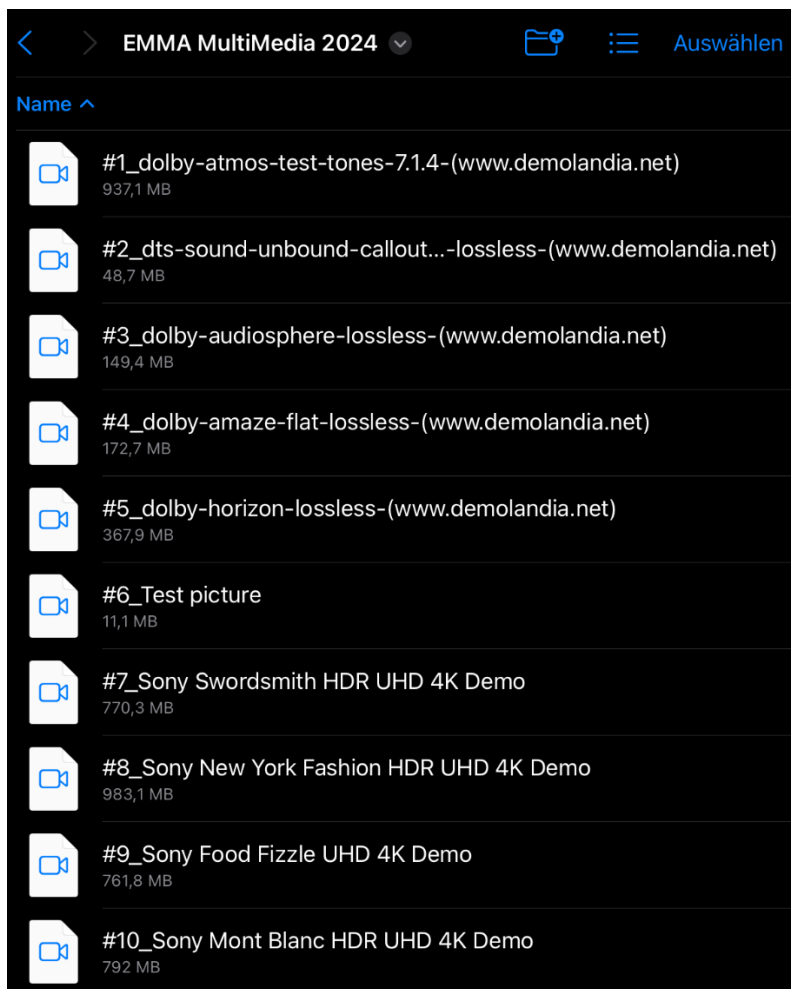 EMMA MultiMedia 2024
Auswählen
Name
#1_dolby-atmos-test-tones-7.1.4-(www.demolandia.net)
937,1 MB
#2_dts-sound-unbound-callout...-lossless-(www.demolandia.net)
48,7 MB
#3_dolby-audiosphere-lossless-(www.demolandia.net)
149,4 MB
#4_dolby-amaze-flat-lossless-(www.demolandia.net)
172,7 MB
#5_dolby-horizon-lossless-(www.demolandia.net)
367,9 MB
#6_Test picture
11,1 MB
#7_Sony Swordsmith HDR UHD 4K Demo
770,3 MB
#8_Sony New York Fashion HDR UHD 4K Demo
983,1 MB
#9_Sony Food Fizzle UHD 4K Demo
761,8 MB
#10_Sony Mont Blanc HDR UHD 4K Demo
792 MB